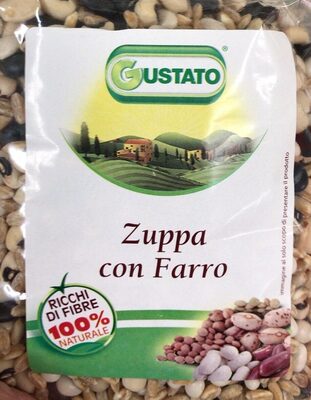 GUSTATO®
Zuppa
con Farro
RICCHI
DI FIBRE
100%
NATURALE
immagine al solo scopo di presentare il prodotto